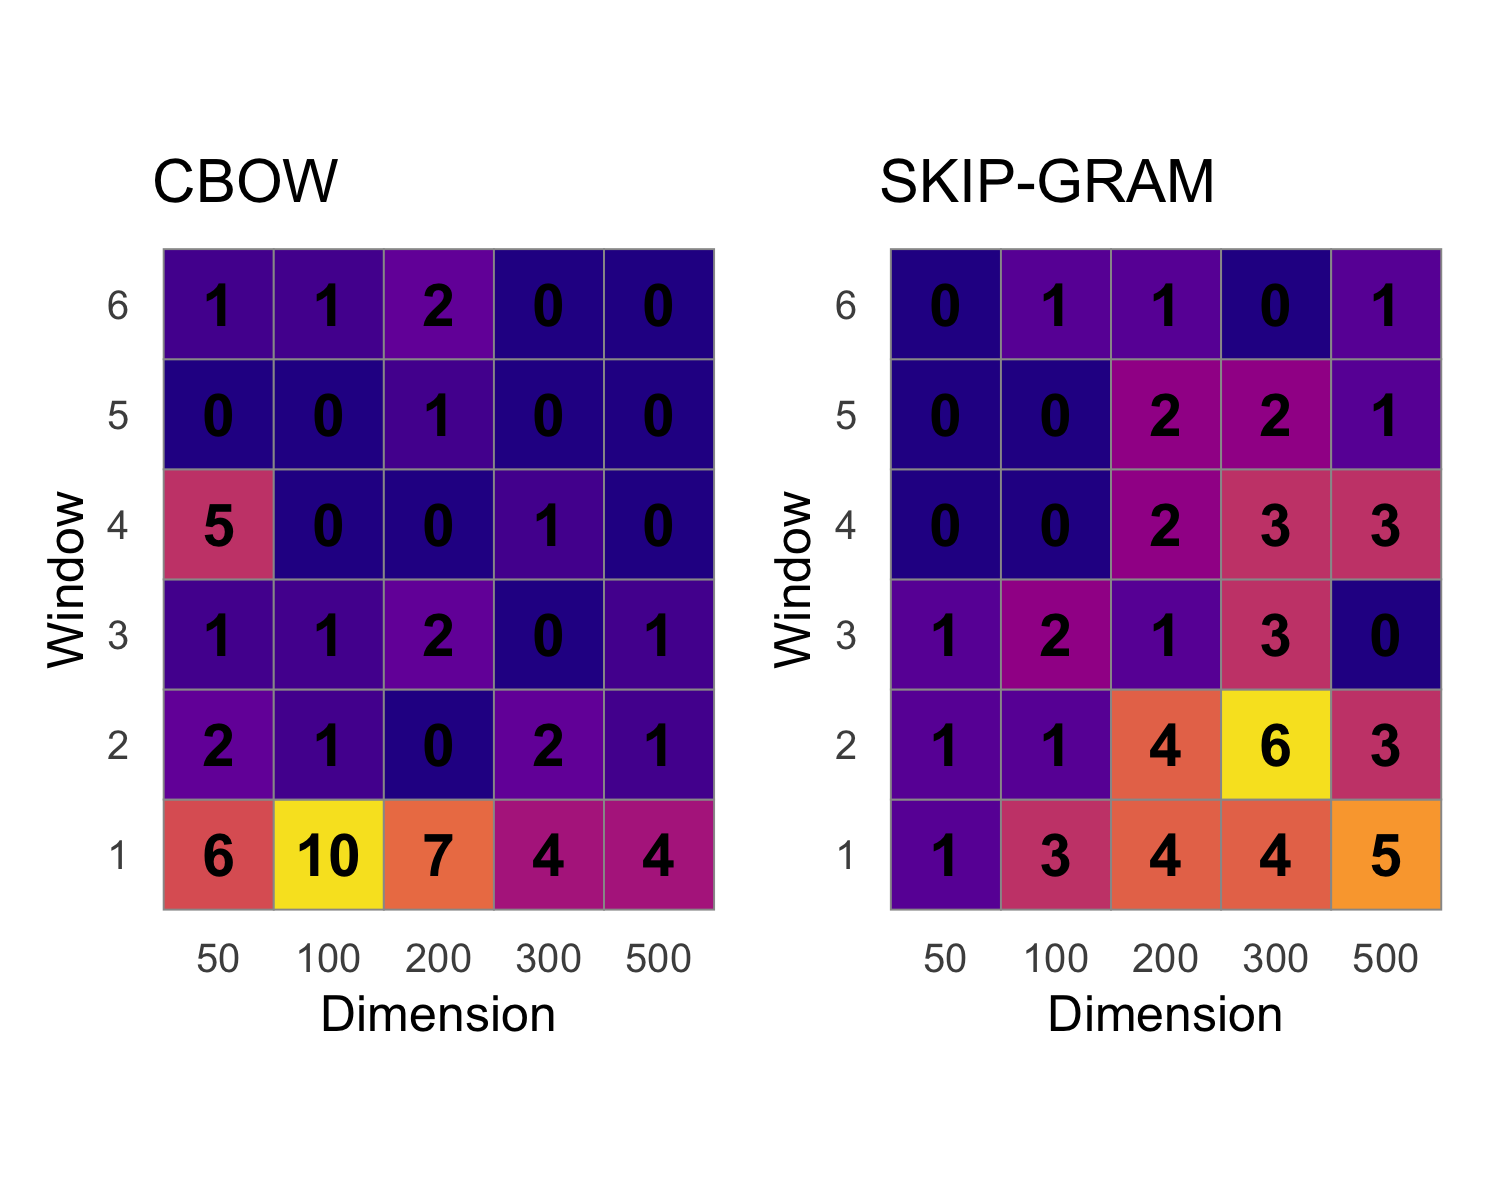 CBOW
6 1 1 2 0 0
5 0 0 1 0 0
4 5 0 0 1 0
3 1 1 2 0 1
2 2 1 0 2 1
1 6 10 7 4 4
50 100 200 300 500
Dimension
Window
SKIP-GRAM
6 0 1 1 0 1
5 0 0 2 2 1
4 0 0 2 3 3
3 1 2 1 3 0
2 1 1 4 6 3
1 1 3 4 4 5
50 100 200 300 500
Dimension
Window